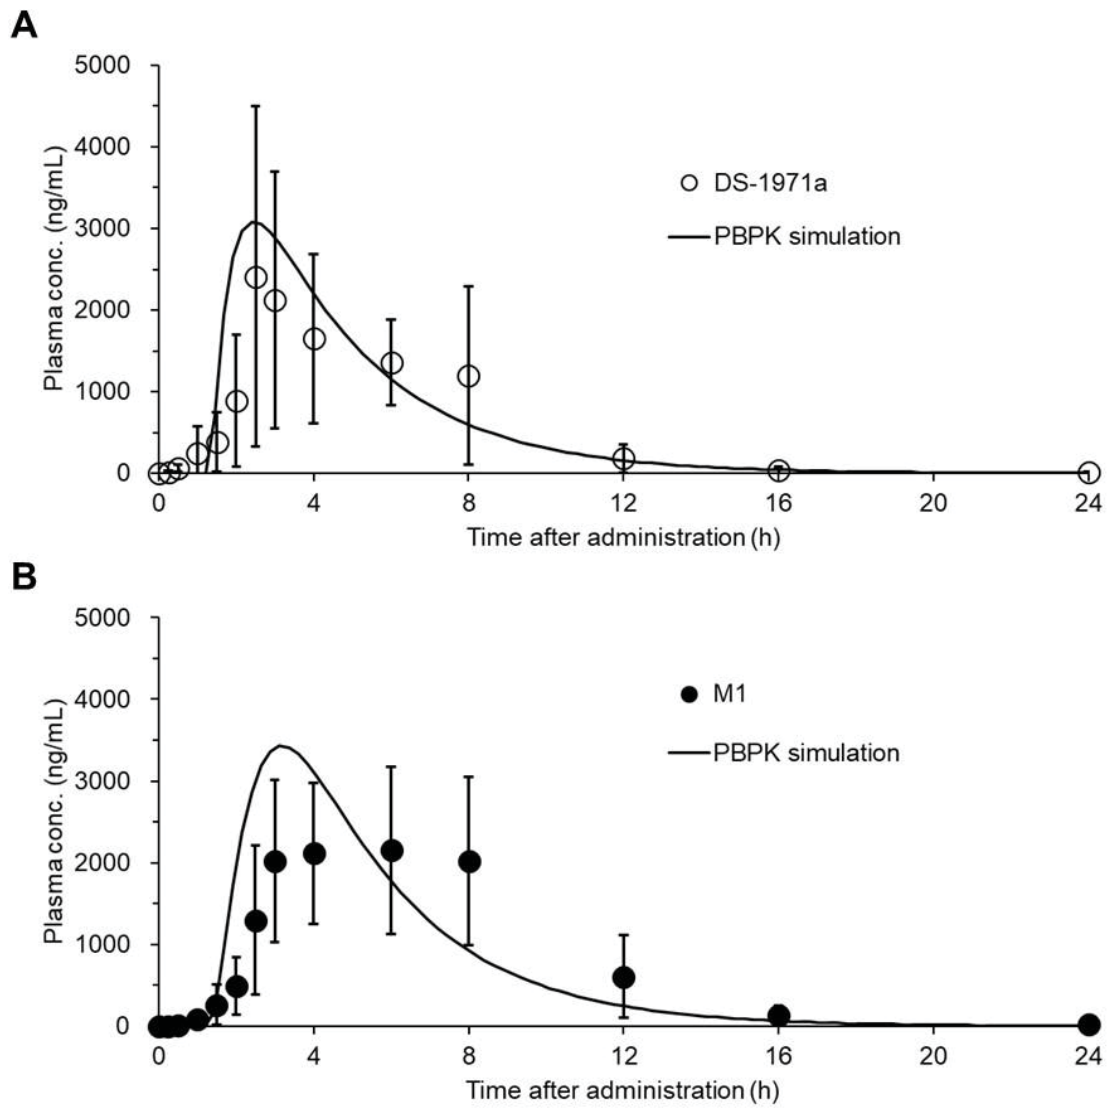 A
5000
4000
3000
2000
1000
0
Plasma conc. (ng/mL)
DS-1971a
PBPK simulation
0 4 8 12 16 20 24
Time after administration (h)
B
5000
4000
3000
2000
1000
0
Plasma conc. (ng/mL)
M1
PBPK simulation
0 4 8 12 16 20 24
Time after administration (h)